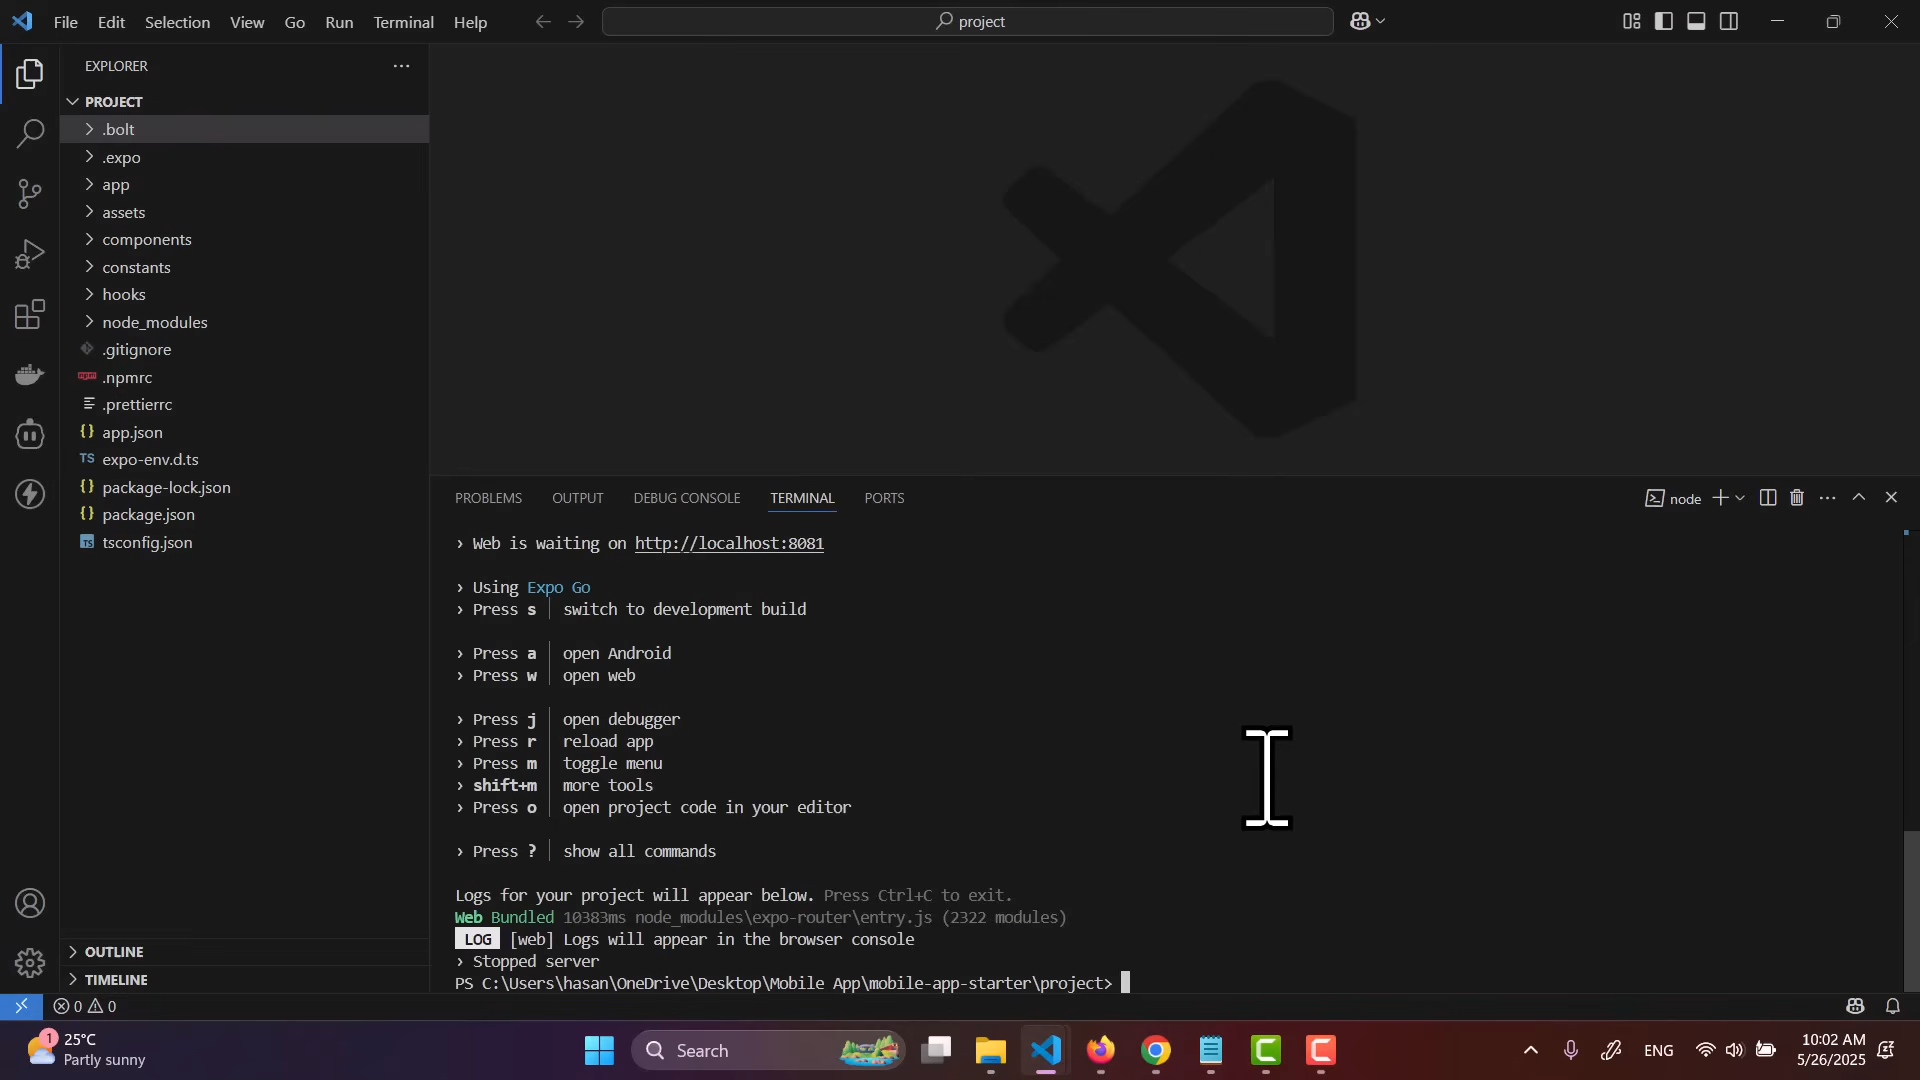 File Edit Selection View Go Run Terminal Help
project
EXPLORER
PROJECT
.bolt
.expo
app
assets
components
constants
hooks
node_modules
.gitignore
.npmrc
.prettierrc
{} app.json
TS expo-env.d.ts
{} package-lock.json
{} package.json
TS tsconfig.json
OUTLINE
TIMELINE
PROBLEMS OUTPUT DEBUG CONSOLE TERMINAL PORTS
node
› Web is waiting on http://localhost:8081
› Using Expo Go
› Press s │ switch to development build
› Press a │ open Android
› Press w │ open web
› Press j │ open debugger
› Press r │ reload app
› Press m │ toggle menu
› shift+m │ more tools
› Press o │ open project code in your editor
› Press ? │ show all commands
Logs for your project will appear below. Press Ctrl+C to exit.
Web Bundled 10383ms node_modules\expo-router\entry.js (2322 modules)
LOG [web] Logs will appear in the browser console
› Stopped server
PS C:\Users\hasan\OneDrive\Desktop\Mobile App\mobile-app-starter\project>
0 0
1
25°C
Partly sunny
Search
ENG
10:02 AM
5/26/2025